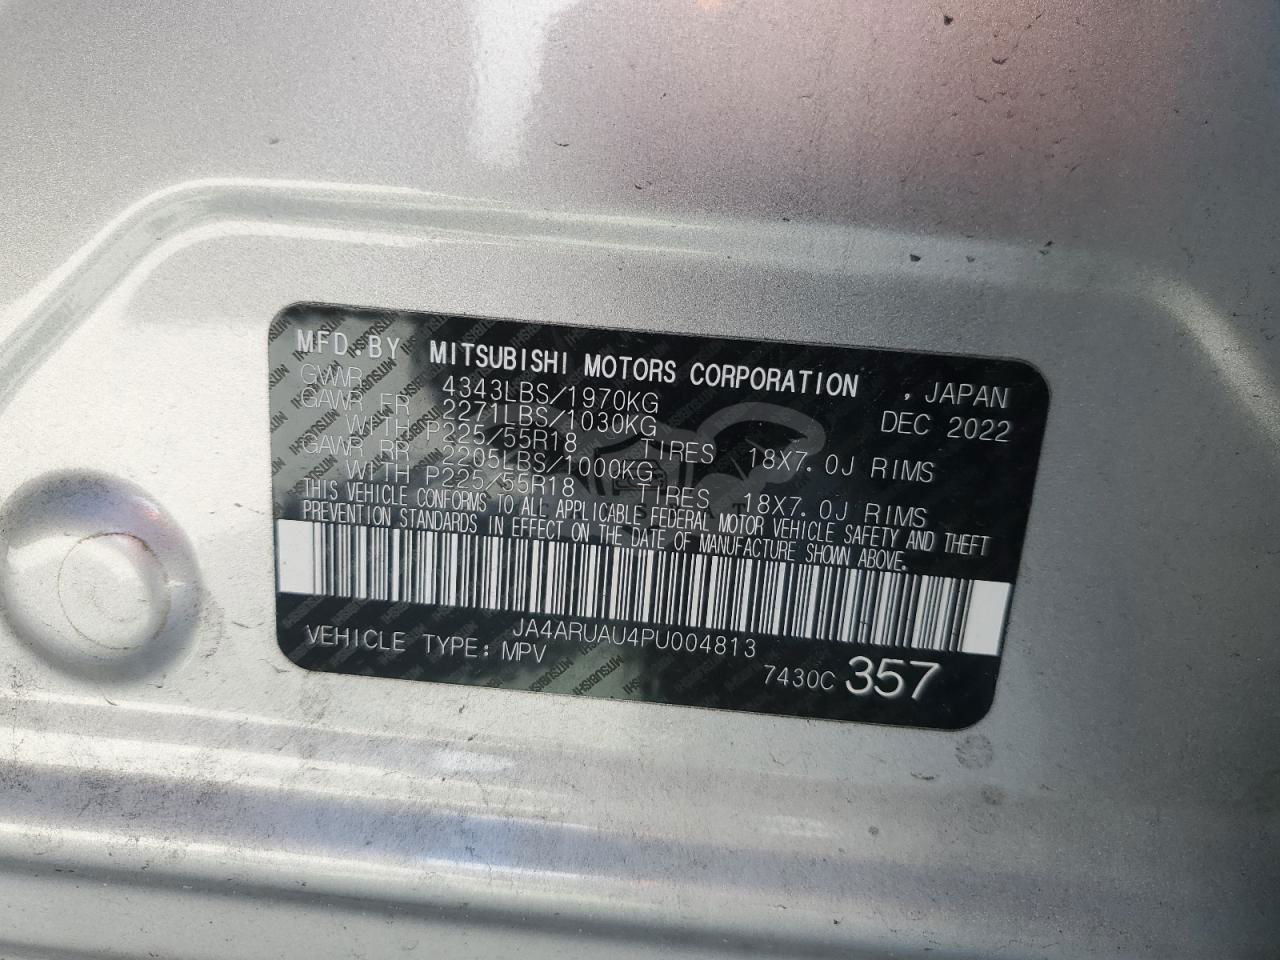 MFD.BY MITSUBISHI MOTORS CORPORATION , JAPAN
GVWR 4343LBS/1970KG DEC 2022
GAWR FR 2271LBS/1030KG
WITH P225/55R18 TIRES 18X7.0J RIMS
GAWR RR 2205LBS/1000KG
WITH P225/55R18 TIRES 18X7.0J RIMS
THIS VEHICLE CONFORMS TO ALL APPLICABLE FEDERAL MOTOR VEHICLE SAFETY AND THEFT
PREVENTION STANDARDS IN EFFECT ON THE DATE OF MANUFACTURE SHOWN ABOVE.
JA4ARUAU4PU004813
VEHICLE TYPE: MPV
7430C 357